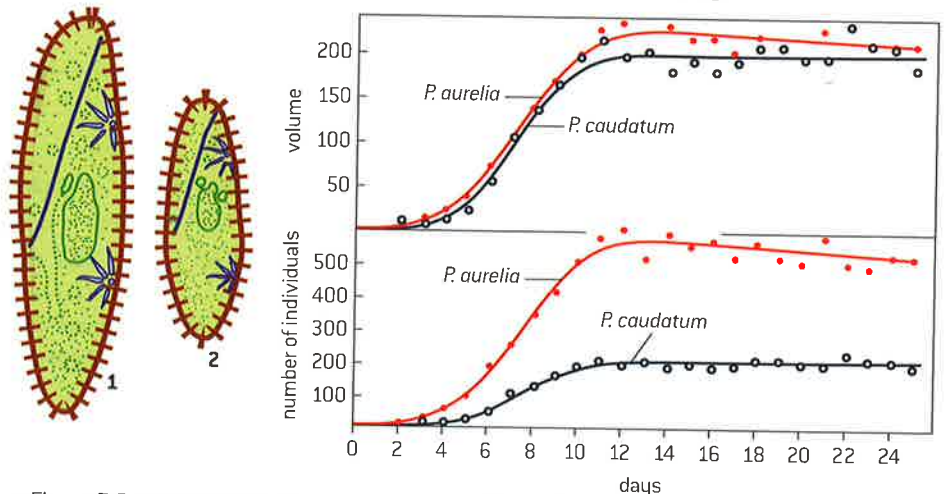 1
2
volume
200
150
100
50
P. aurelia
P. caudatum
number of individuals
500
400
300
200
100
P. aurelia
P. caudatum
0 2 4 6 8 10 12 14 16 18 20 22 24
days